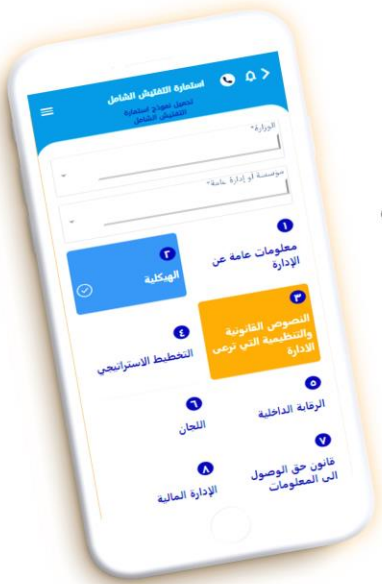 استمارة التفتيش الشامل
تحميل نموذج استمارة
التفتيش الشامل
الوزارة*
مؤسسة او إدارة عامة*
١
معلومات عامة عن
الإدارة
٢
الهيكلية
٣
النصوص القانونية
والتنظيمية التي ترعى
الادارة
٤
التخطيط الاستراتيجي
٥
الرقابة الداخلية
٦
اللجان
٧
قانون حق الوصول
الى المعلومات
٨
الإدارة المالية